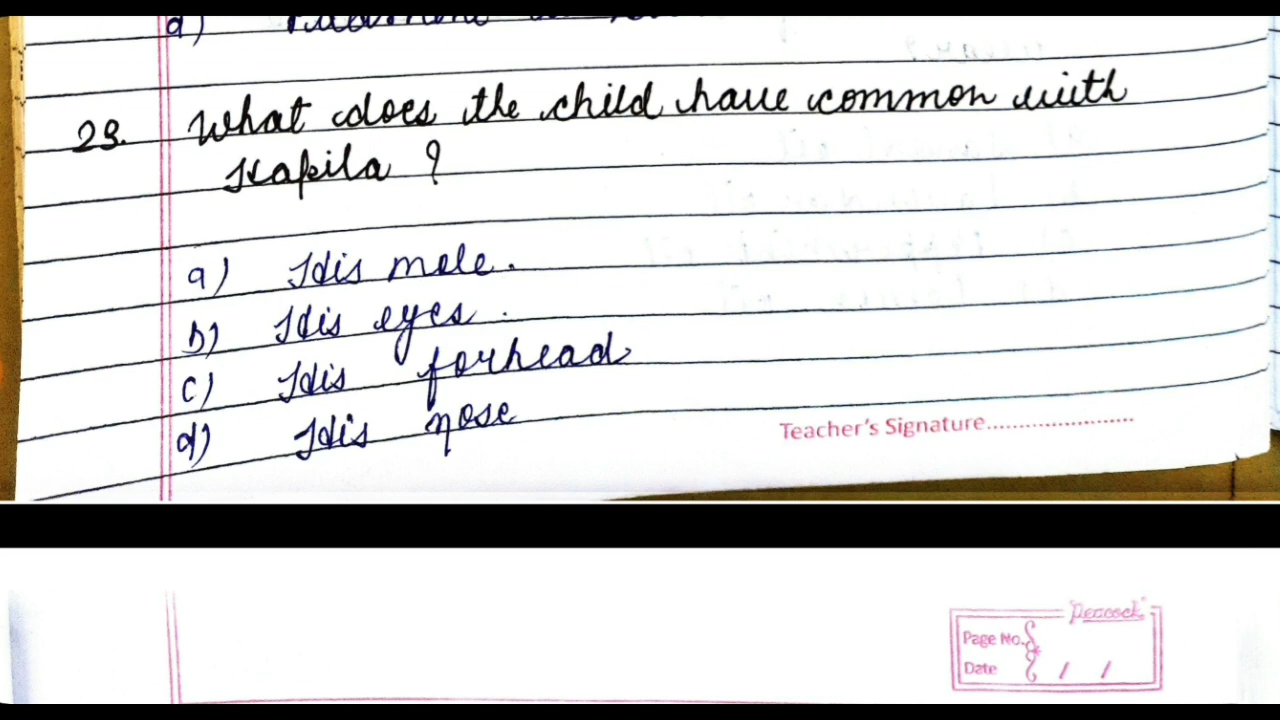 d)
23. What does the child have common with
Kapila ?
a) His mole.
b) His eyes.
c) His forhead
d) His nose
Teacher's Signature.......................
"Peacock"
Page No.
Date / /